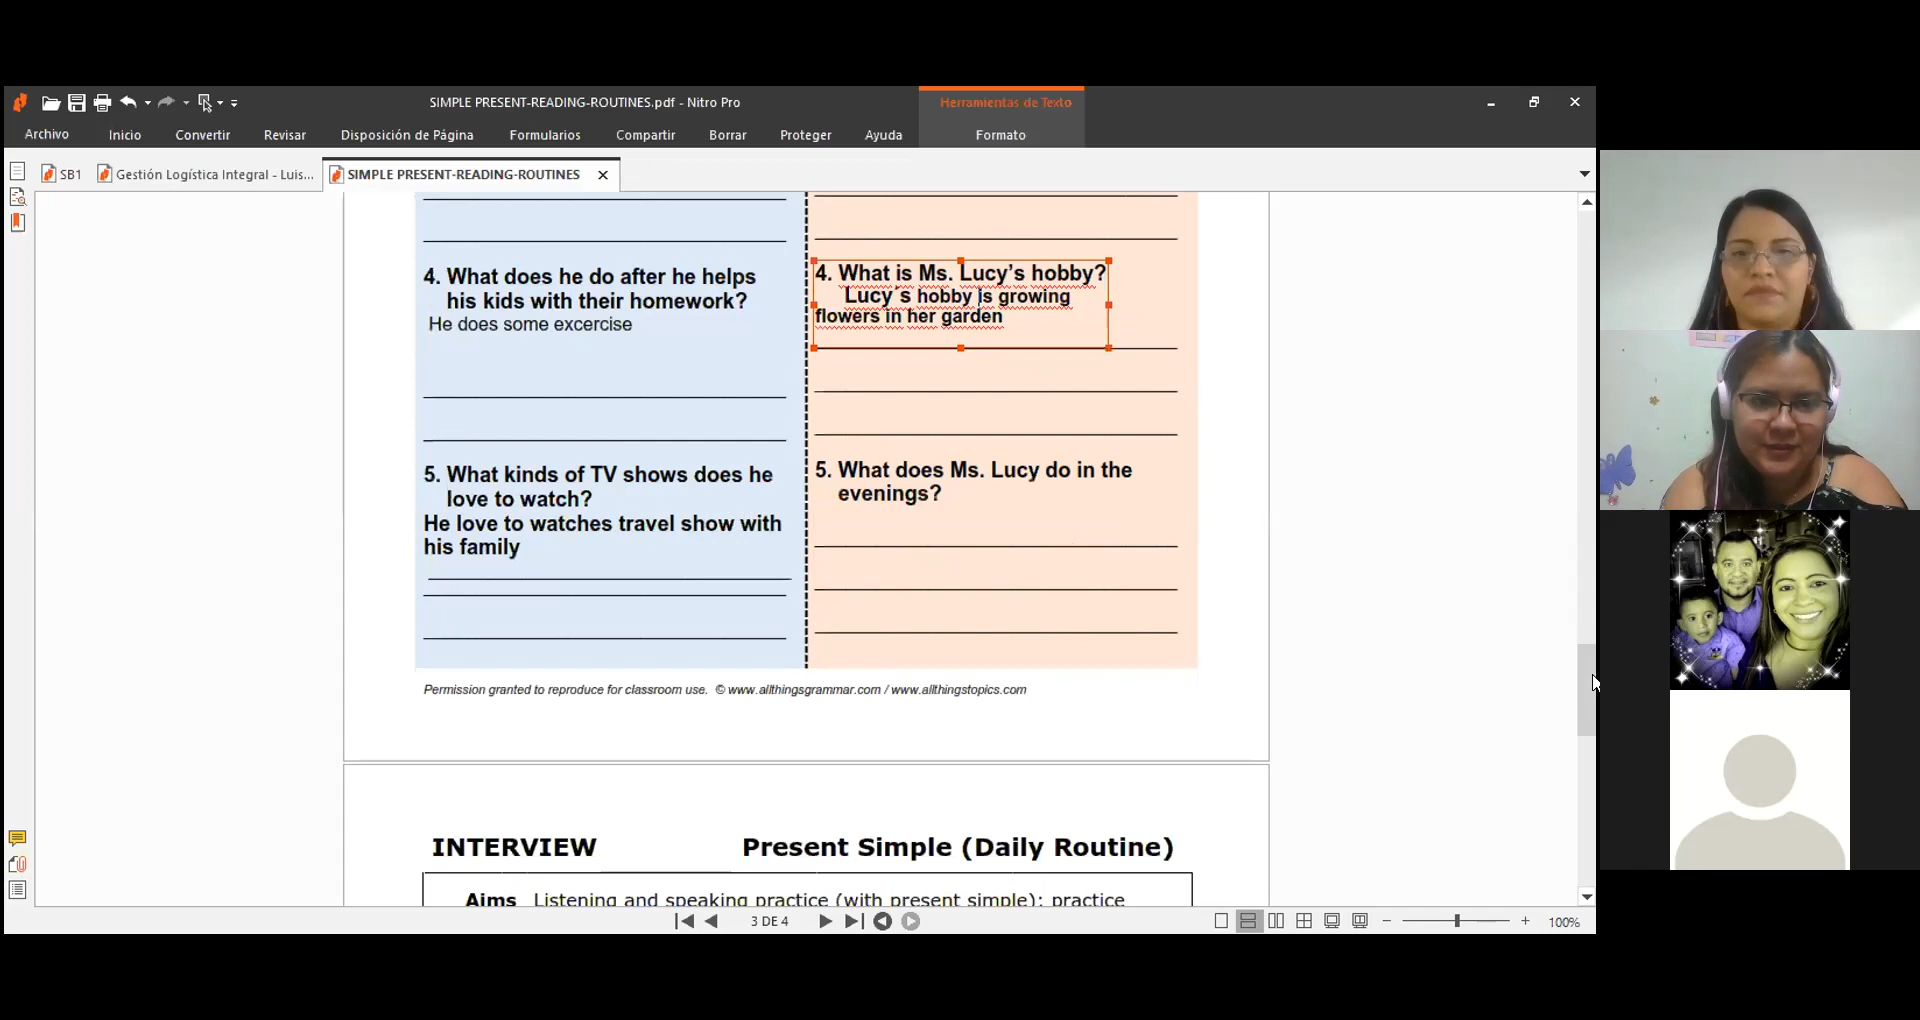 SIMPLE PRESENT-READING-ROUTINES.pdf - Nitro Pro
Herramientas de Texto
Archivo Inicio Convertir Revisar Disposición de Página Formularios Compartir Borrar Proteger Ayuda Formato
SB1 Gestión Logística Integral - Luis... SIMPLE PRESENT-READING-ROUTINES
4. What does he do after he helps
his kids with their homework?
He does some excercise
5. What kinds of TV shows does he
love to watch?
He love to watches travel show with
his family
4. What is Ms. Lucy's hobby?
Lucy´s hobby is growing
flowers in her garden
5. What does Ms. Lucy do in the
evenings?
Permission granted to reproduce for classroom use. © www.allthingsgrammar.com / www.allthingstopics.com
INTERVIEW Present Simple (Daily Routine)
Aims Listening and speaking practice (with present simple); practice
3 DE 4
100%